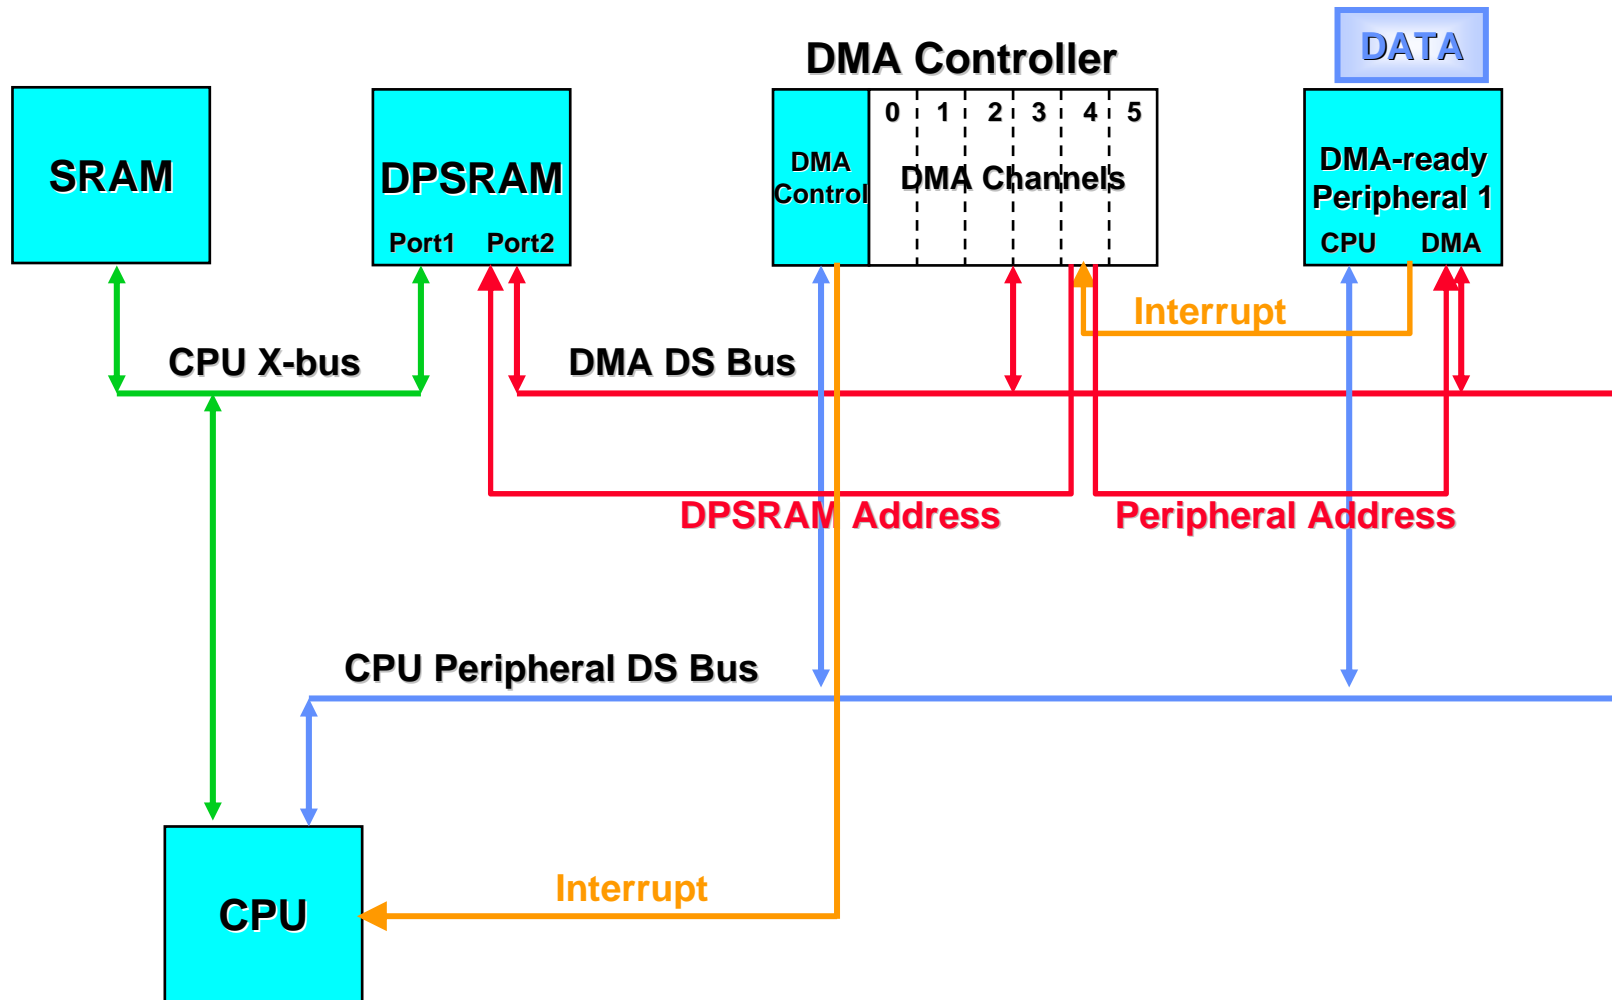 DATA
DMA Controller
SRAM
DPSRAM
Port1 Port2
DMA
Control
0 1 2 3 4 5
DMA Channels
DMA-ready
Peripheral 1
CPU DMA
Interrupt
CPU X-bus
DMA DS Bus
DPSRAM Address
Peripheral Address
CPU Peripheral DS Bus
Interrupt
CPU